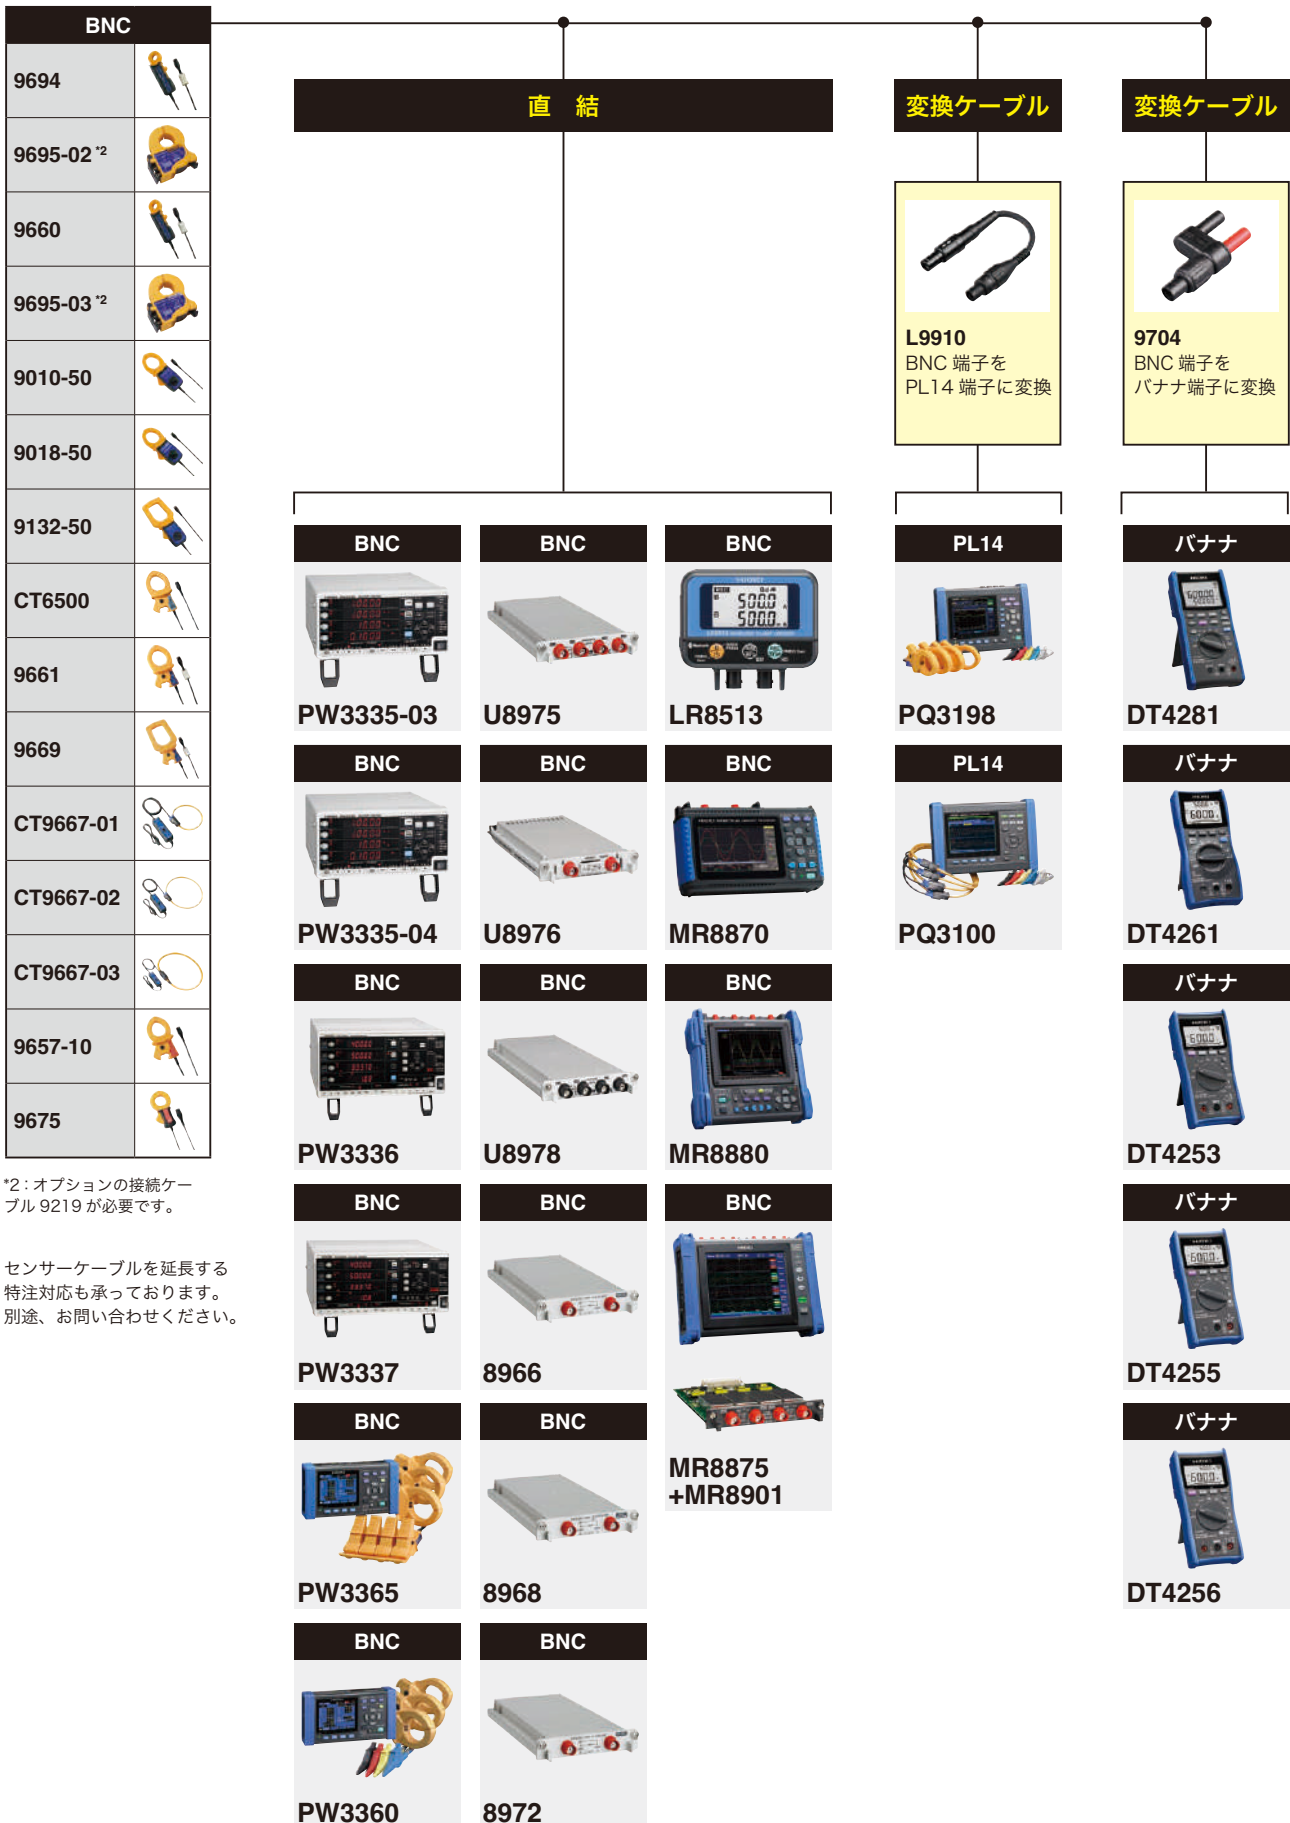 BNC
9694
9695-02 *2
9660
9695-03 *2
9010-50
9018-50
9132-50
CT6500
9661
9669
CT9667-01
CT9667-02
CT9667-03
9657-10
9675
*2：オプションの接続ケー
ブル 9219 が必要です。
センサーケーブルを延長する
特注対応も承っております。
別途、お問い合わせください。
直 結
BNC
PW3335-03
BNC
PW3335-04
BNC
PW3336
BNC
PW3337
BNC
PW3365
BNC
PW3360
BNC
U8975
BNC
U8976
BNC
U8978
BNC
8966
BNC
8968
BNC
8972
BNC
LR8513
BNC
MR8870
BNC
MR8880
BNC
MR8875
+MR8901
変換ケーブル
L9910
BNC 端子を
PL14 端子に変換
PL14
PQ3198
PL14
PQ3100
変換ケーブル
9704
BNC 端子を
バナナ端子に変換
バナナ
DT4281
バナナ
DT4261
バナナ
DT4253
バナナ
DT4255
バナナ
DT4256